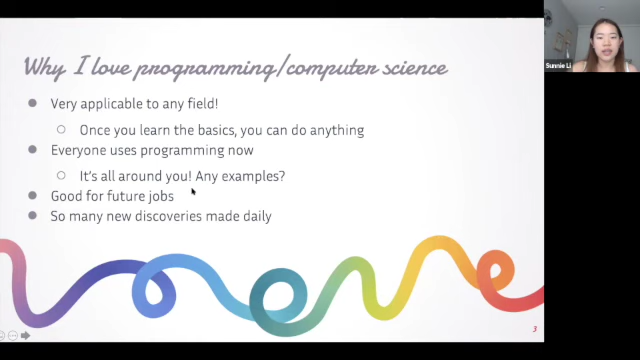 Why I love programming/computer science
Very applicable to any field!
Once you learn the basics, you can do anything
Everyone uses programming now
It's all around you! Any examples?
Good for future jobs
So many new discoveries made daily
3
Sunnie Li